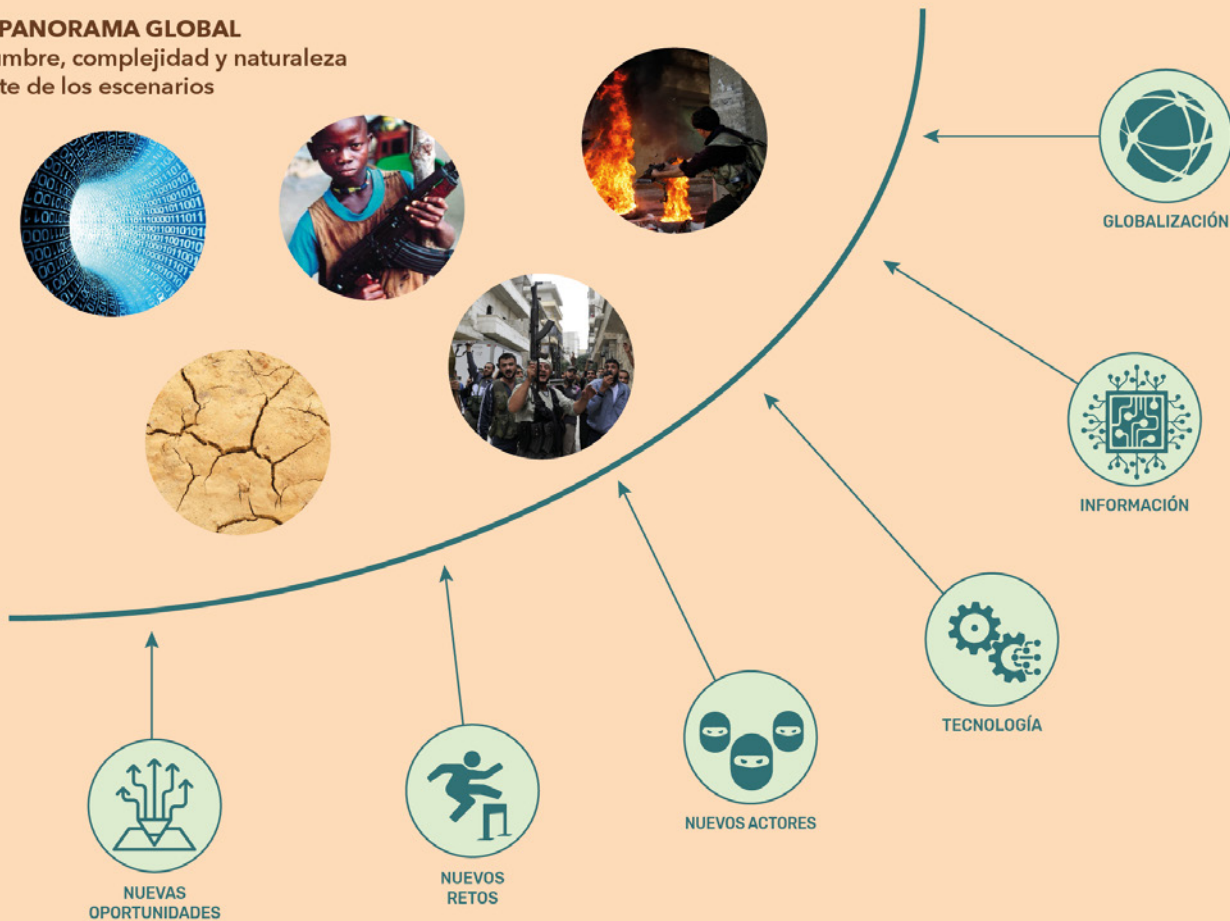 PANORAMA GLOBAL
umbre, complejidad y naturaleza
te de los escenarios
GLOBALIZACIÓN
INFORMACIÓN
TECNOLOGÍA
NUEVOS ACTORES
NUEVOS
RETOS
NUEVAS
OPORTUNIDADES